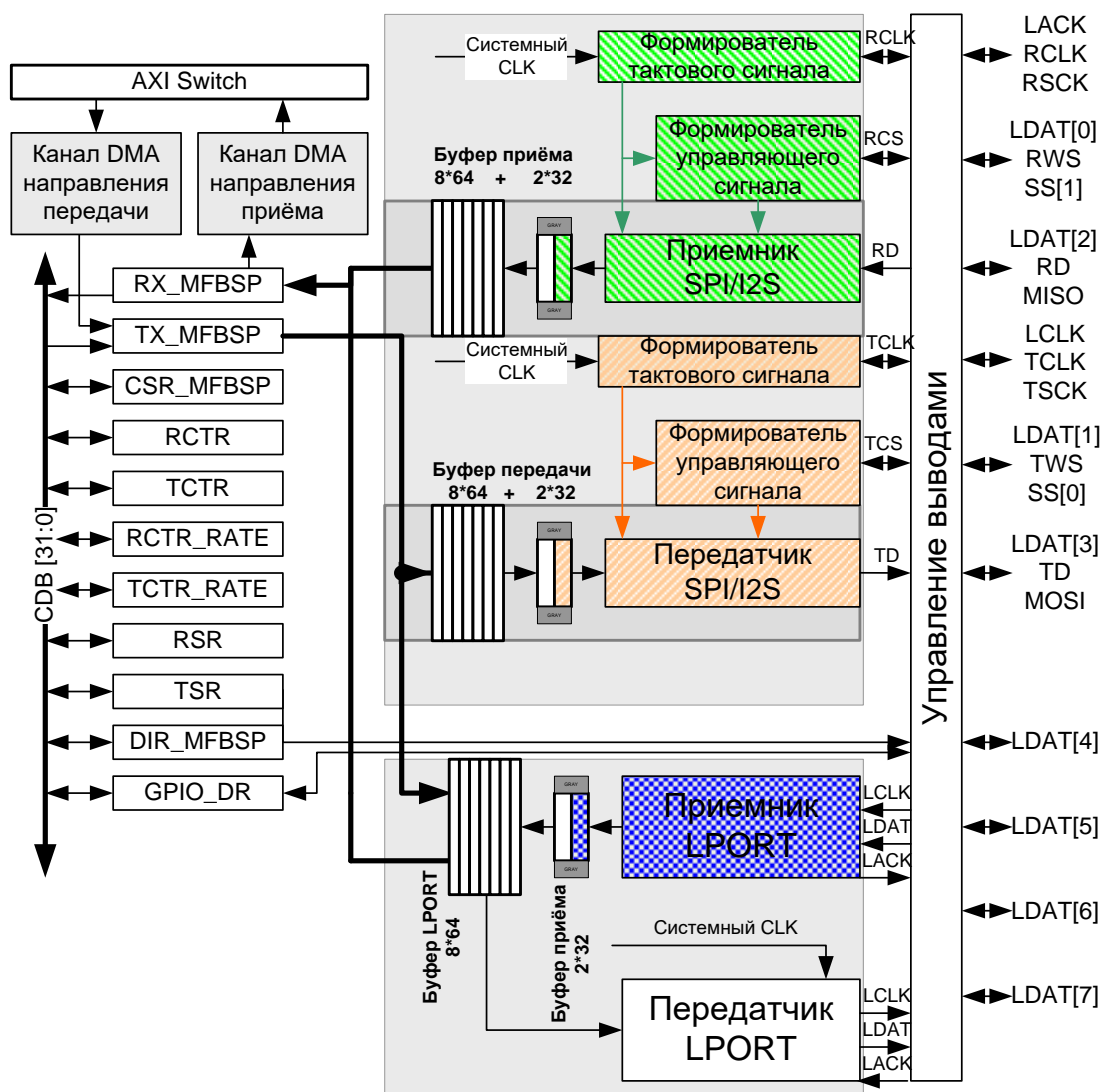 AXI Switch
Канал DMA
направления
передачи
Канал DMA
направления
приёма
CDB [31:0]
RX_MFBSP
TX_MFBSP
CSR_MFBSP
RCTR
TCTR
RCTR_RATE
TCTR_RATE
RSR
TSR
DIR_MFBSP
GPIO_DR
Системный
CLK
Формирователь
тактового сигнала
RCLK
Формирователь
управляющего
сигнала
RCS
Буфер приёма
8*64 + 2*32
GRAY
GRAY
Приемник
SPI/I2S
RD
Системный
CLK
Формирователь
тактового сигнала
TCLK
Формирователь
управляющего
сигнала
TCS
Буфер передачи
8*64 + 2*32
GRAY
GRAY
Передатчик
SPI/I2S
TD
Буфер LPORT
8*64
GRAY
GRAY
Буфер приёма
2*32
Приемник
LPORT
LCLK
LDAT
LACK
Системный CLK
Передатчик
LPORT
LCLK
LDAT
LACK
Управление выводами
LACK
RCLK
RSCK
LDAT[0]
RWS
SS[1]
LDAT[2]
RD
MISO
LCLK
TCLK
TSCK
LDAT[1]
TWS
SS[0]
LDAT[3]
TD
MOSI
LDAT[4]
LDAT[5]
LDAT[6]
LDAT[7]